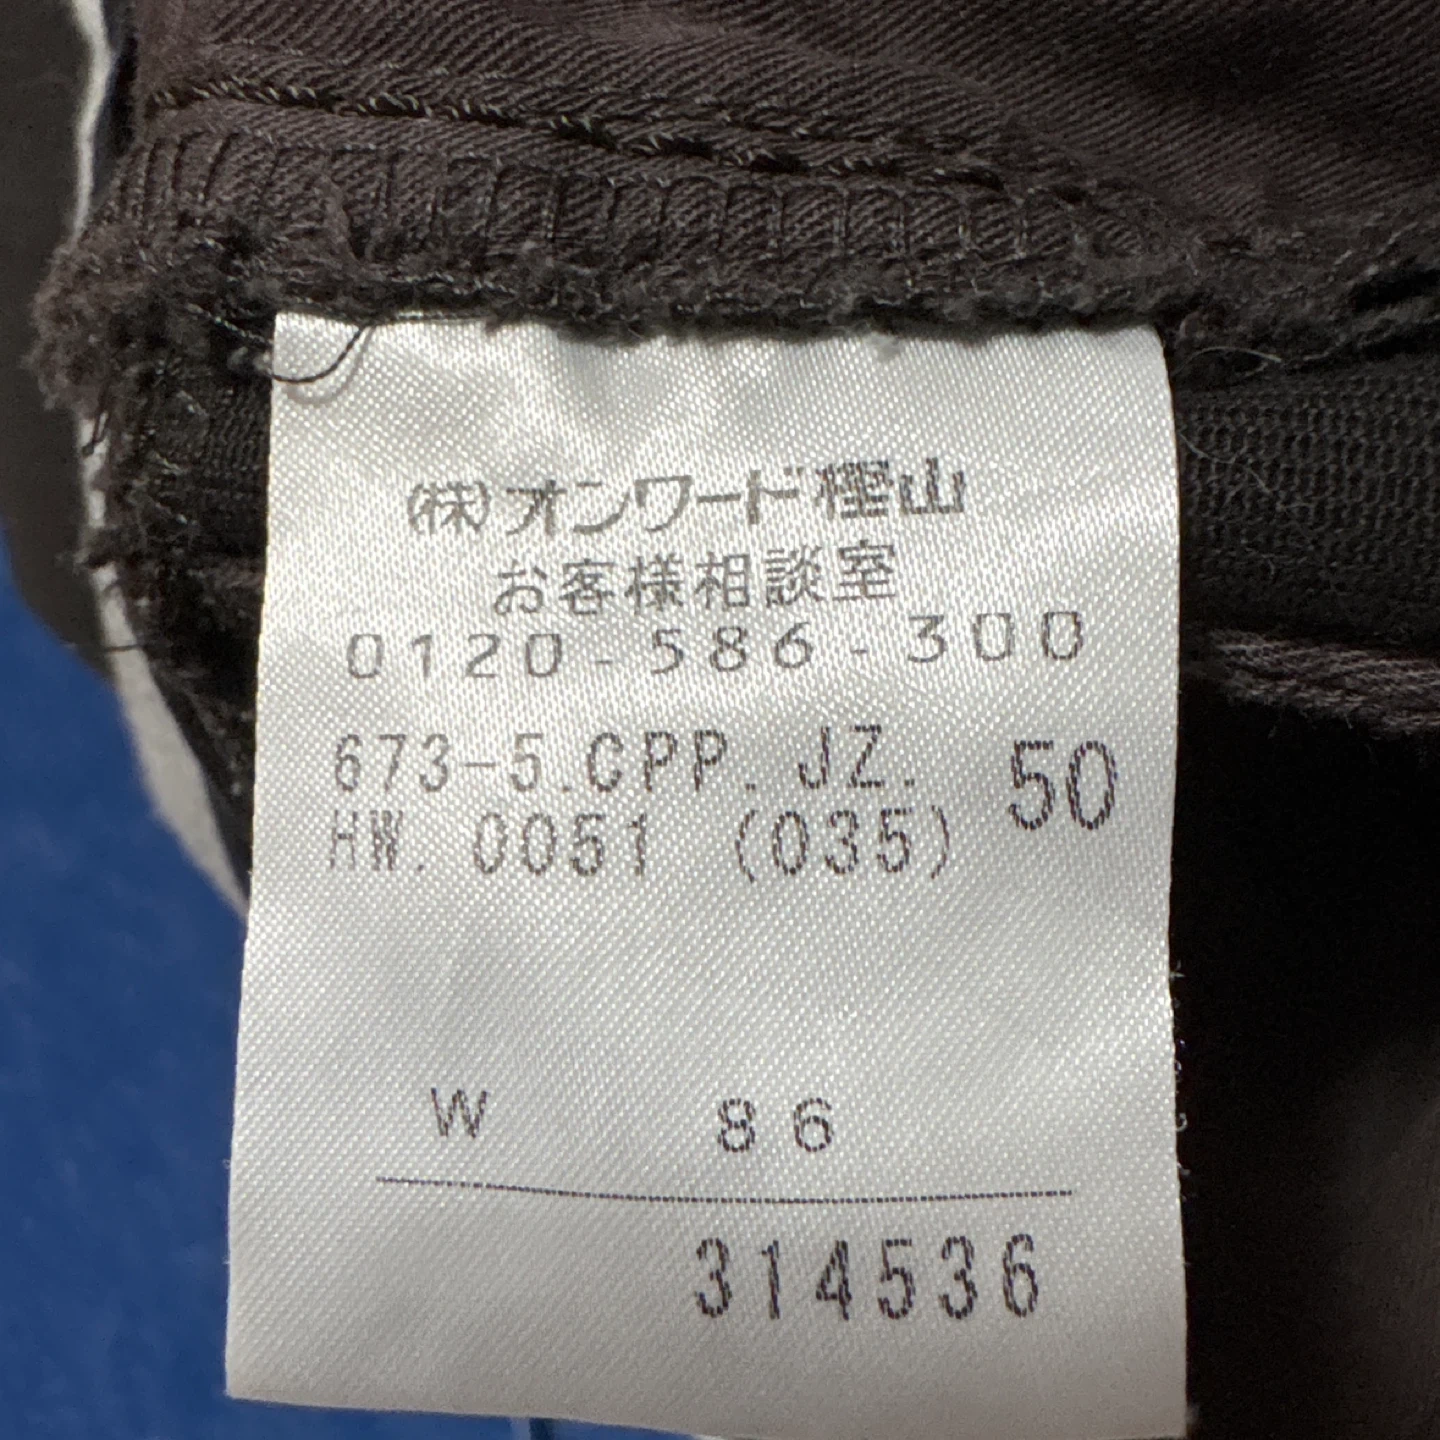 (株)オンワード樫山
お客様相談室
0120-586-300
673-5.CPP.JZ. 50
HW.0051 (035)
W 86
314536